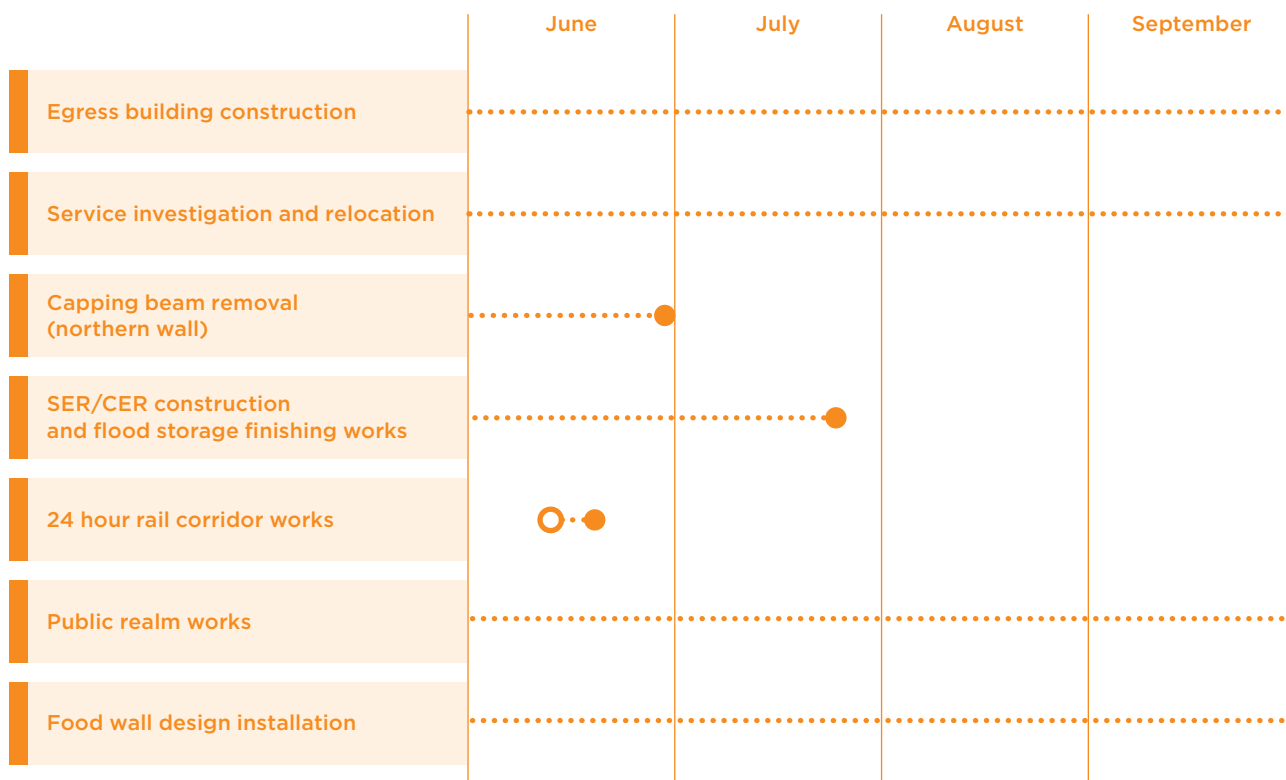 June July August September
Egress building construction
Service investigation and relocation
Capping beam removal
(northern wall)
SER/CER construction
and flood storage finishing works
24 hour rail corridor works
Public realm works
Food wall design installation